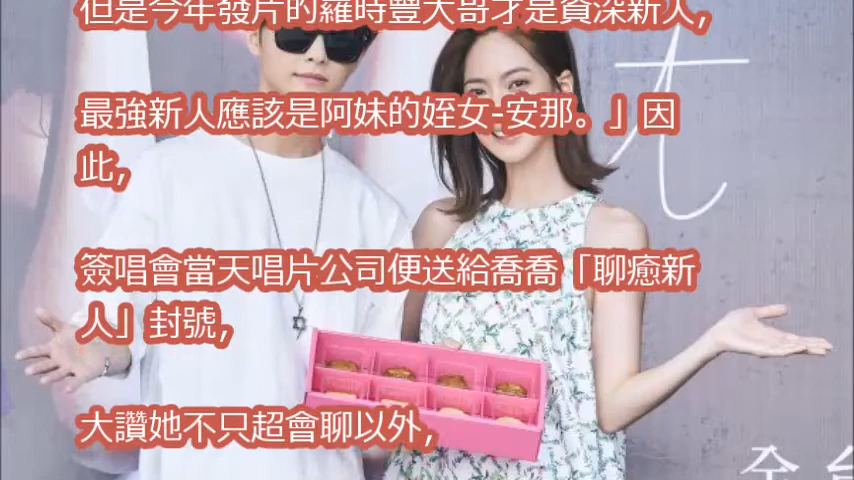 但是今年發片的羅時豐大哥才是資深新人，
最強新人應該是阿妹的姪女-安那。」因
此，
簽唱會當天唱片公司便送給喬喬「聊癒新
人」封號，
大讚她不只超會聊以外，
全台